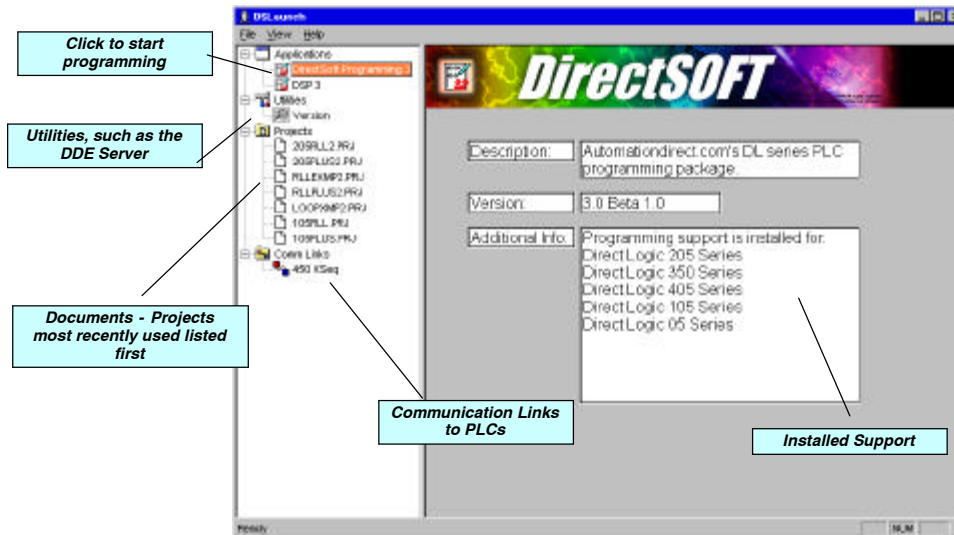 DSLaunch
File View Help
Click to start
programming
Applications
DirectSoft Programming 3
DSP 3
Utilities
Version
Utilities, such as the
DDE Server
Projects
205RLL2.PRJ
205PLUS2.PRJ
RLLEXMP2.PRJ
RLLPLUS2.PRJ
LOOPXMP2.PRJ
105RLL.PRJ
105PLUS.PRJ
Comm Links
450 KSeq
Documents - Projects
most recently used listed
first
DirectSOFT
Description:
Automationdirect.com's DL series PLC
programming package.
Version:
3.0 Beta 1.0
Additional Info:
Programming support is installed for:
DirectLogic 205 Series
DirectLogic 350 Series
DirectLogic 405 Series
DirectLogic 105 Series
DirectLogic 05 Series
Communication Links
to PLCs
Installed Support
Ready
NUM